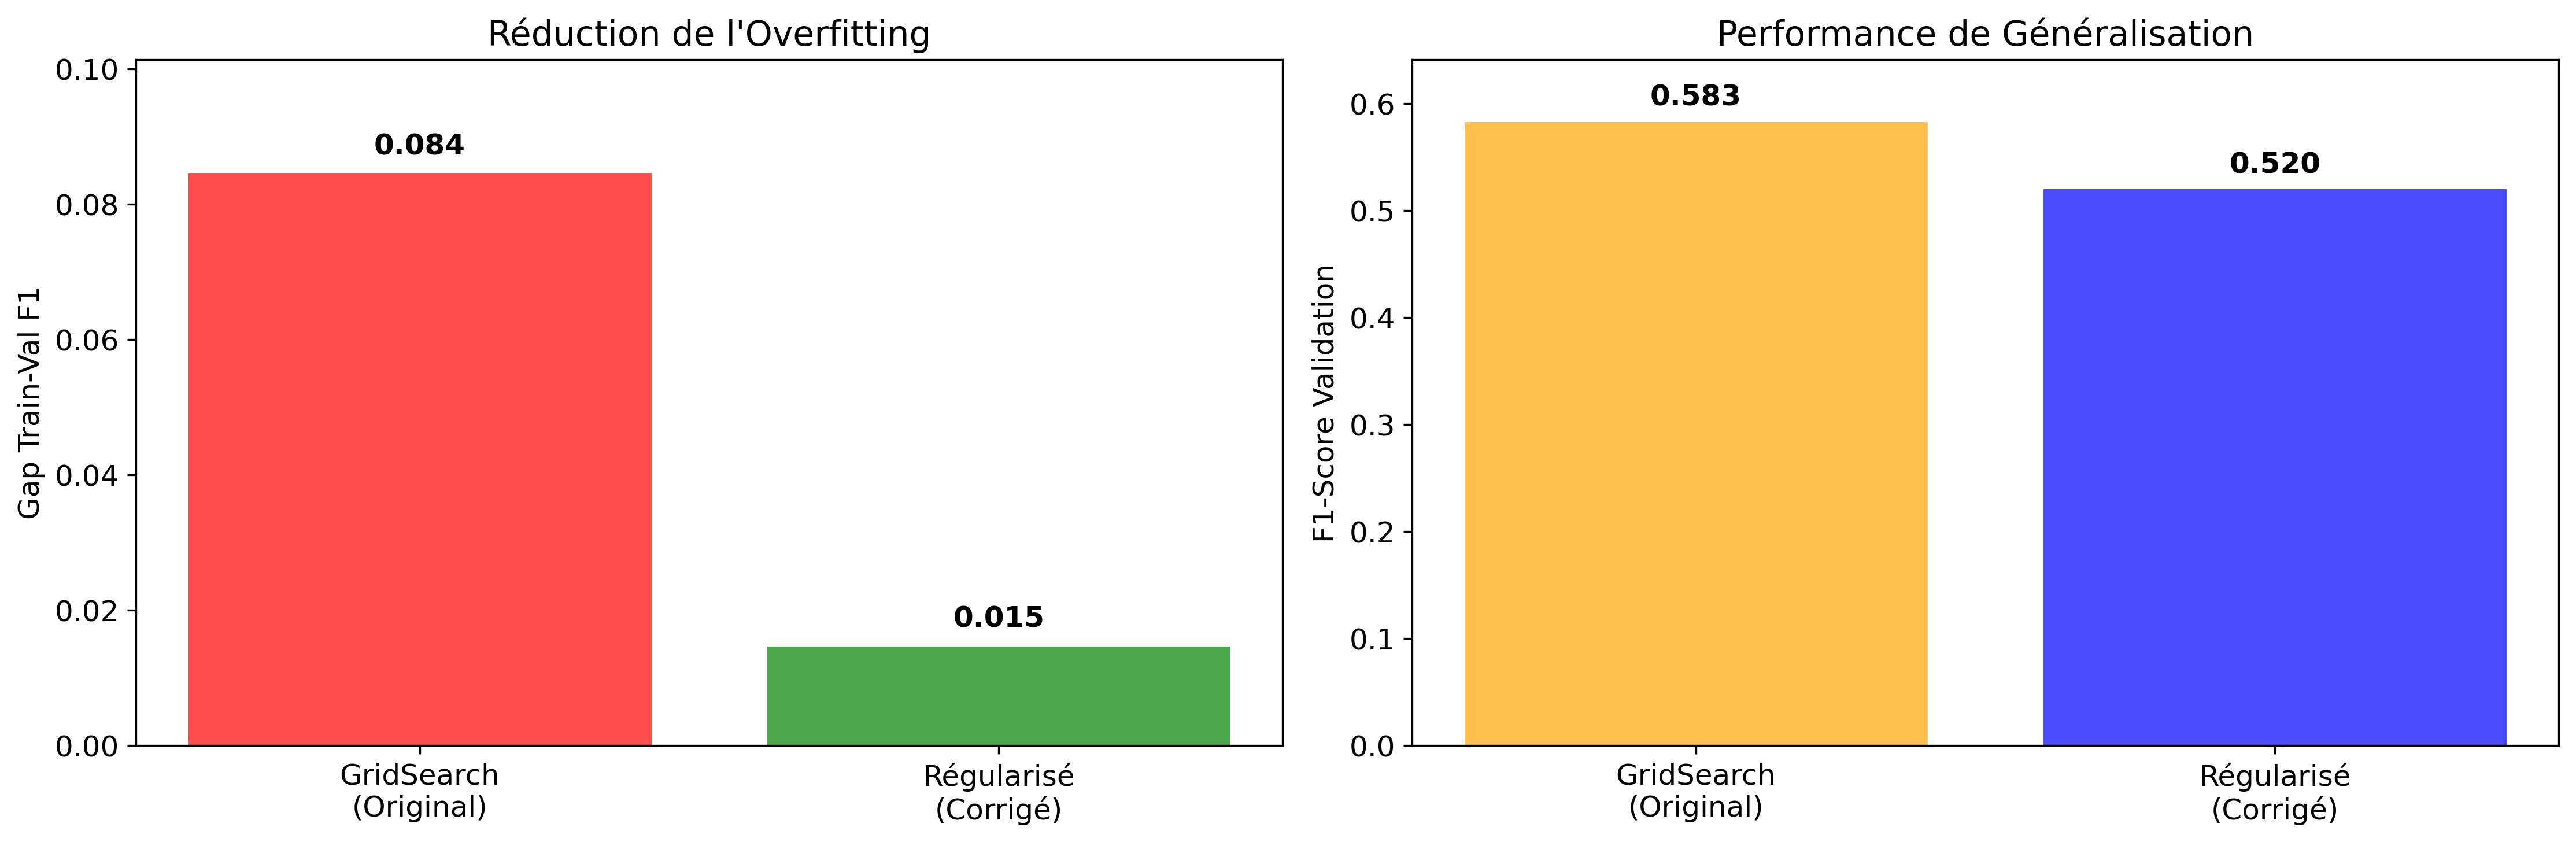 Réduction de l'Overfitting
Gap Train-Val F1
0.10
0.08
0.06
0.04
0.02
0.00
0.084
0.015
GridSearch
(Original)
Régularisé
(Corrigé)
Performance de Généralisation
F1-Score Validation
0.6
0.5
0.4
0.3
0.2
0.1
0.0
0.583
0.520
GridSearch
(Original)
Régularisé
(Corrigé)